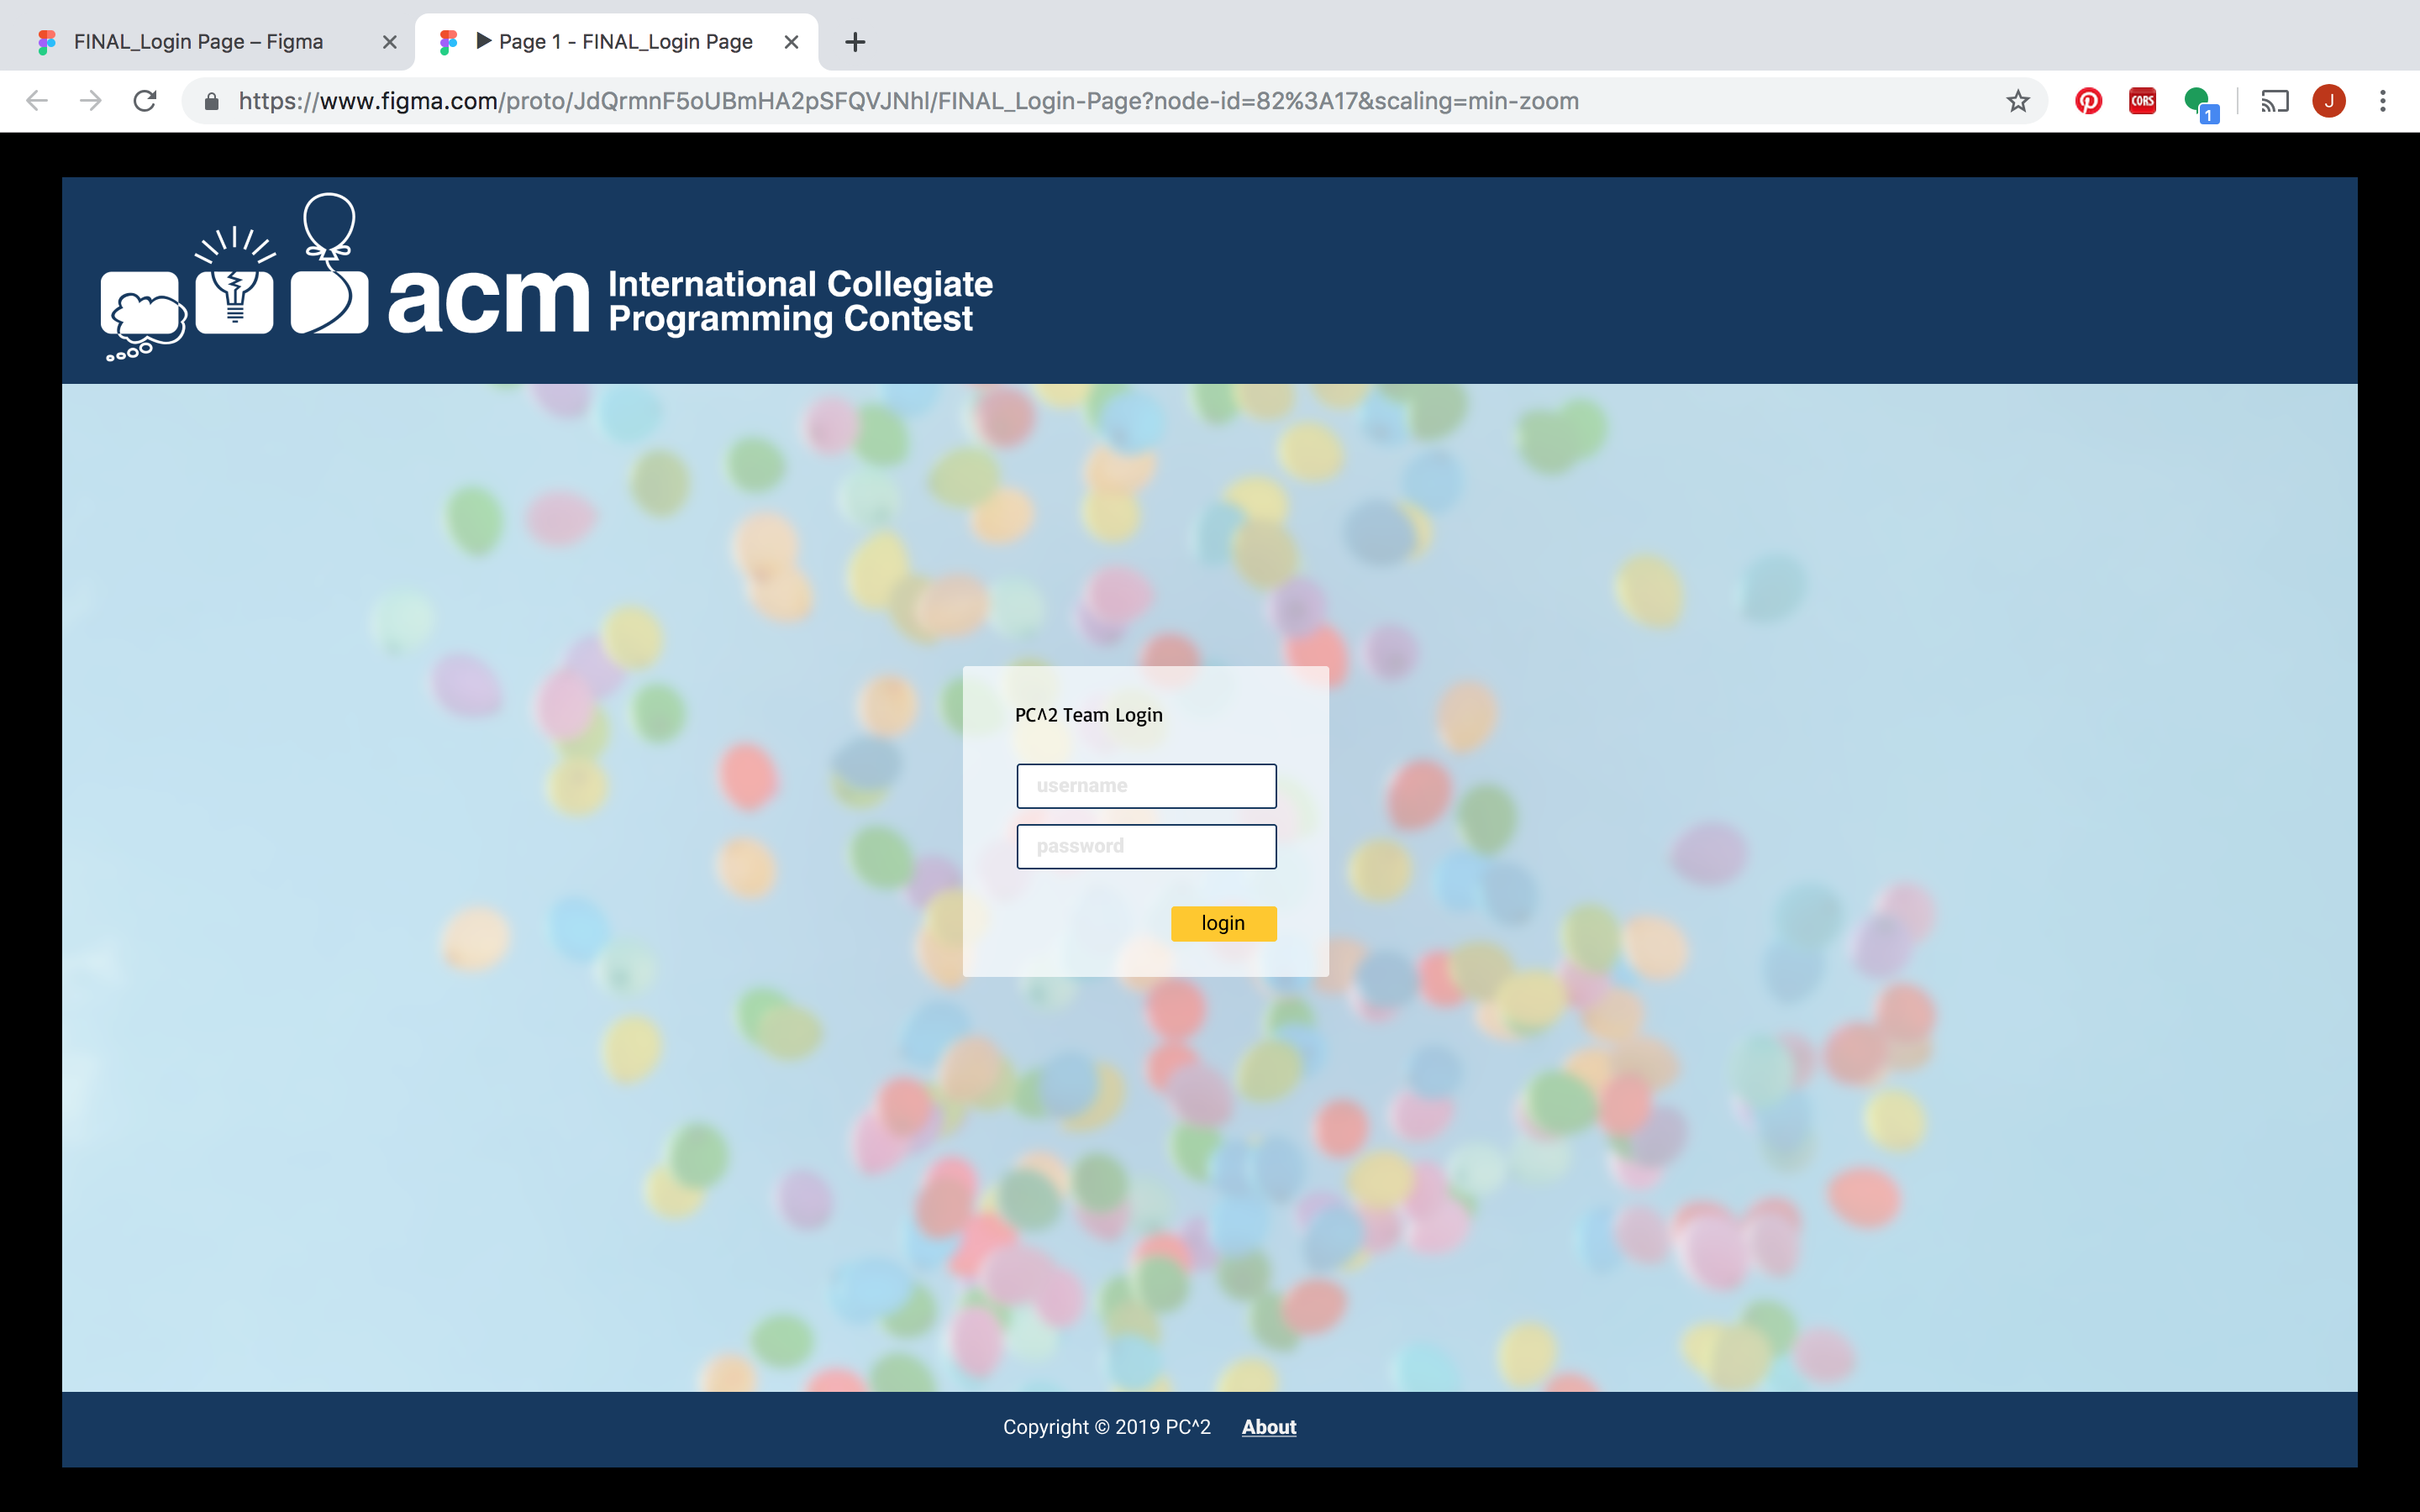 FINAL_Login Page – Figma
▶ Page 1 - FINAL_Login Page
https://www.figma.com/proto/JdQrmnF5oUBmHA2pSFQVJNhl/FINAL_Login-Page?node-id=82%3A17&scaling=min-zoom
CORS
1
J
acm International Collegiate
Programming Contest
PC^2 Team Login
username
password
login
Copyright © 2019 PC^2 About